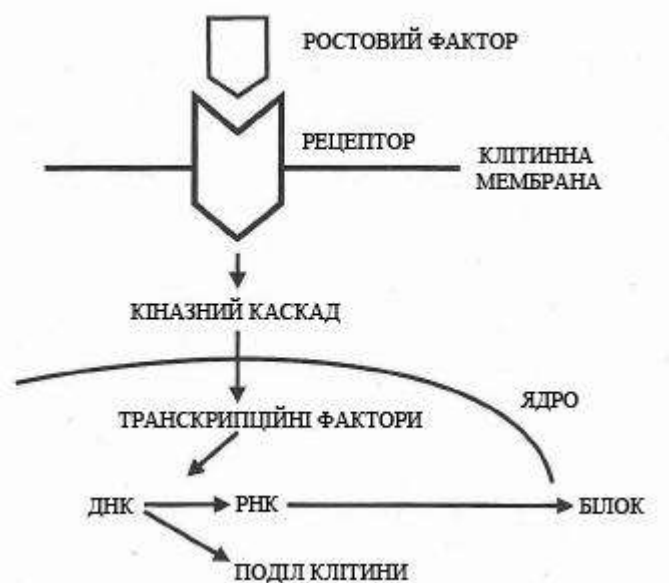 РОСТОВИЙ ФАКТОР
РЕЦЕПТОР
КЛІТИННА
МЕМБРАНА
КІНАЗНИЙ КАСКАД
ЯДРО
ТРАНСКРИПЦІЙНІ ФАКТОРИ
ДНК РНК БІЛОК
ПОДІЛ КЛІТИНИ